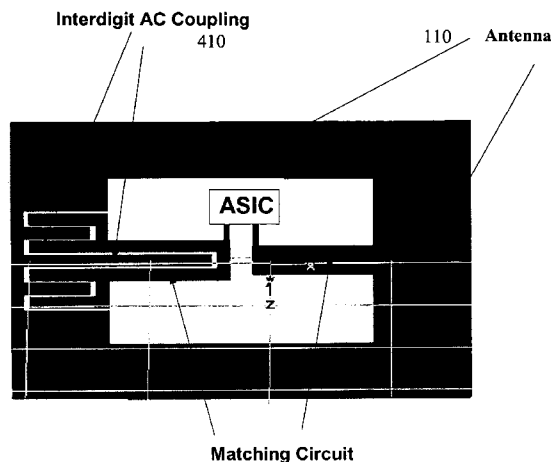 Interdigit AC Coupling
410
110 Antenna
ASIC
X
Z
Matching Circuit